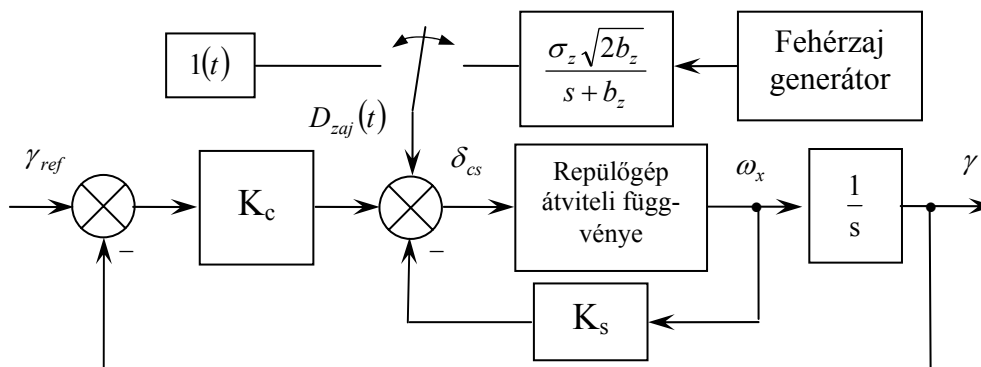 1(t)
σ_z √2b_z
s + b_z
Fehérzaj
generátor
D_zaj(t)
γ_ref
K_c
δ_cs
Repülőgép
átviteli függ-
vénye
ω_x
1
s
γ
–
–
K_s